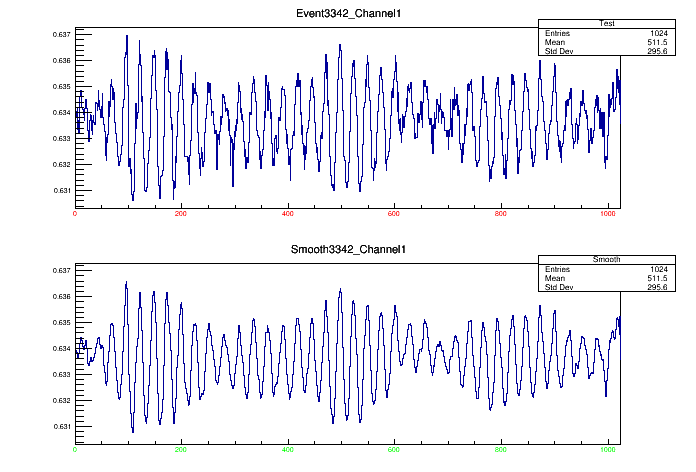 Event3342_Channel1
Test
Entries 1024
Mean 511.5
Std Dev 295.6
0.637
0.636
0.635
0.634
0.633
0.632
0.631
0 200 400 600 800 1000
Smooth3342_Channel1
Smooth
Entries 1024
Mean 511.5
Std Dev 295.6
0.637
0.636
0.635
0.634
0.633
0.632
0.631
0 200 400 600 800 1000